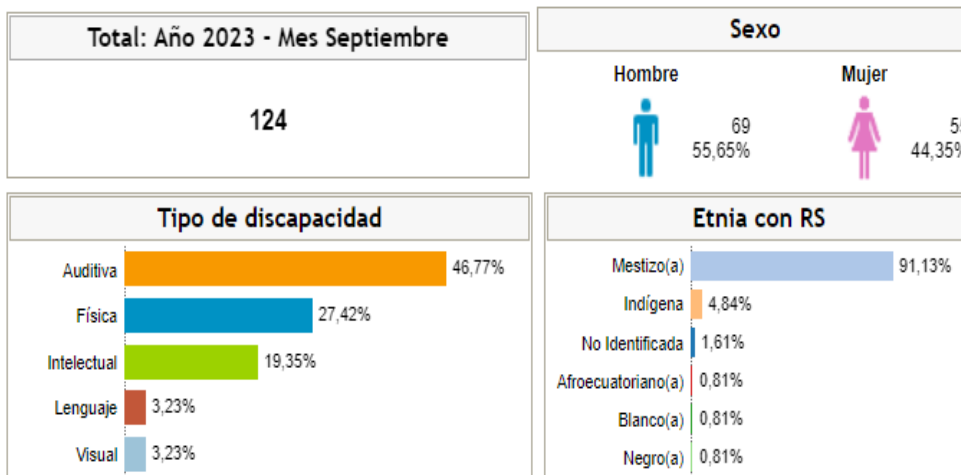 Total: Año 2023 - Mes Septiembre
124
Sexo
Hombre
Mujer
69
55,65%
55
44,35%
Tipo de discapacidad
Auditiva
46,77%
Física
27,42%
Intelectual
19,35%
Lenguaje
3,23%
Visual
3,23%
Etnia con RS
Mestizo(a)
91,13%
Indígena
4,84%
No Identificada
1,61%
Afroecuatoriano(a)
0,81%
Blanco(a)
0,81%
Negro(a)
0,81%